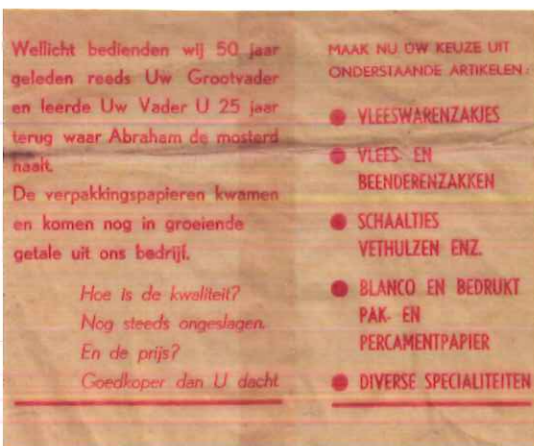 Wellicht bedienden wij 50 jaar
geleden reeds Uw Grootvader
en leerde Uw Vader U 25 jaar
terug waar Abraham de mosterd
haalt.
De verpakkingspapieren kwamen
en komen nog in groeiende
getale uit ons bedrijf.
Hoe is de kwaliteit?
Nog steeds ongeslagen.
En de prijs?
Goedkoper dan U dacht
MAAK NU UW KEUZE UIT
ONDERSTAANDE ARTIKELEN:
● VLEESWARENZAKJES
● VLEES- EN
BEENDERENZAKKEN
● SCHAALTJES
VETHULZEN ENZ.
● BLANCO EN BEDRUKT
PAK- EN
PERCAMENTPAPIER
● DIVERSE SPECIALITEITEN